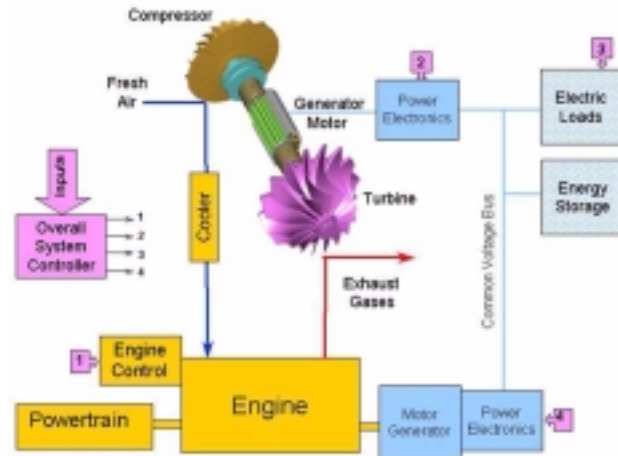 Compressor
Fresh
Air
Generator
Motor
2
Power
Electronics
3
Electric
Loads
Energy
Storage
Common Voltage Bus
Turbine
Cooler
Inputs
Overall
System
Controller
1
2
3
4
Exhaust
Gases
1
Engine
Control
Engine
Powertrain
Motor
Generator
Power
Electronics
4